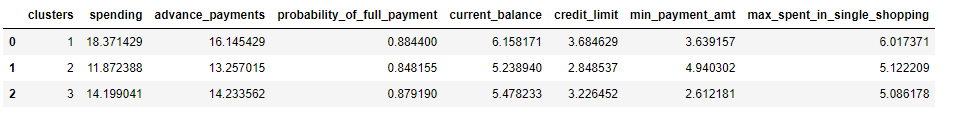 clusters spending advance_payments probability_of_full_payment current_balance credit_limit min_payment_amt max_spent_in_single_shopping
0 1 18.371429 16.145429 0.884400 6.158171 3.684629 3.639157 6.017371
1 2 11.872388 13.257015 0.848155 5.238940 2.848537 4.940302 5.122209
2 3 14.199041 14.233562 0.879190 5.478233 3.226452 2.612181 5.086178